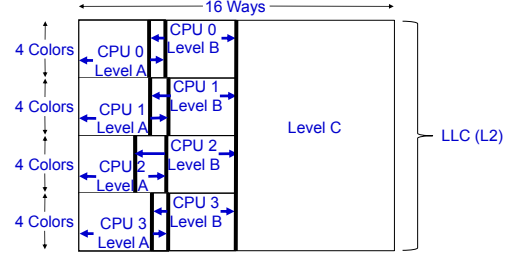 16 Ways
4 Colors
CPU 0
Level A
CPU 0
Level B
4 Colors
CPU 1
Level A
CPU 1
Level B
4 Colors
CPU 2
Level A
CPU 2
Level B
4 Colors
CPU 3
Level A
CPU 3
Level B
Level C
LLC (L2)